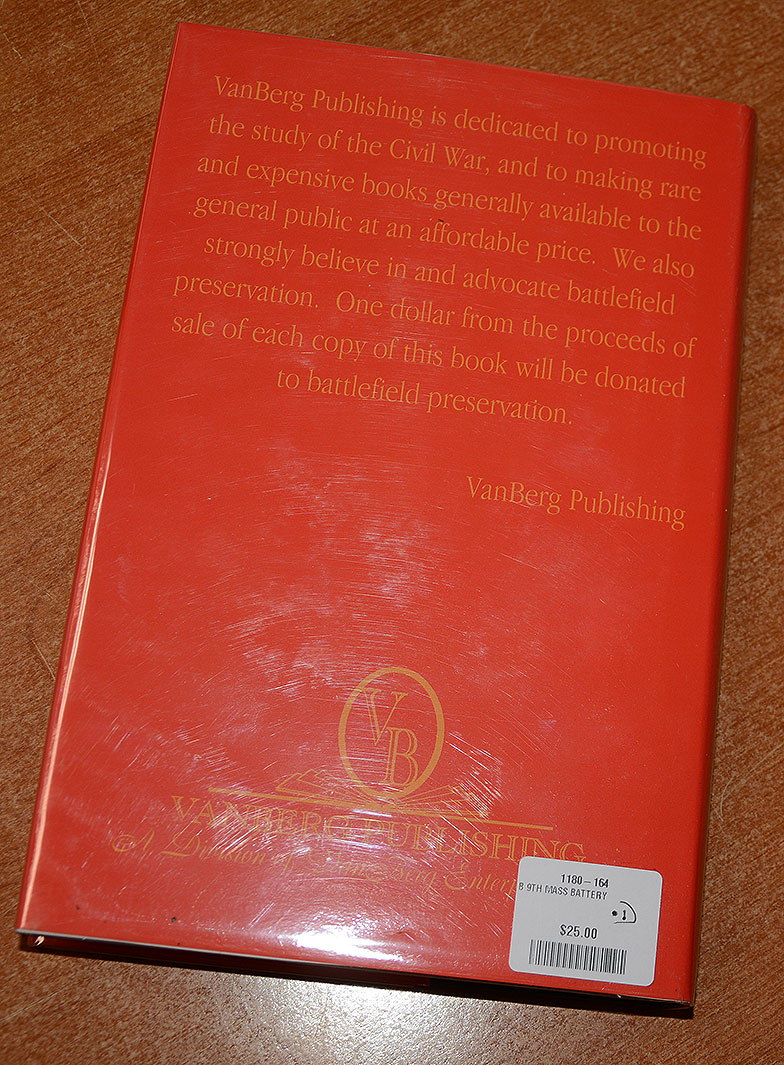 VanBerg Publishing is dedicated to promoting
the study of the Civil War, and to making rare
and expensive books generally available to the
general public at an affordable price. We also
strongly believe in and advocate battlefield
preservation. One dollar from the proceeds of
sale of each copy of this book will be donated
to battlefield preservation.
VanBerg Publishing
VB
VANBERG PUBLISHING
A Division of VanBerg
1180-164
B 9TH MASS BATTERY
$25.00